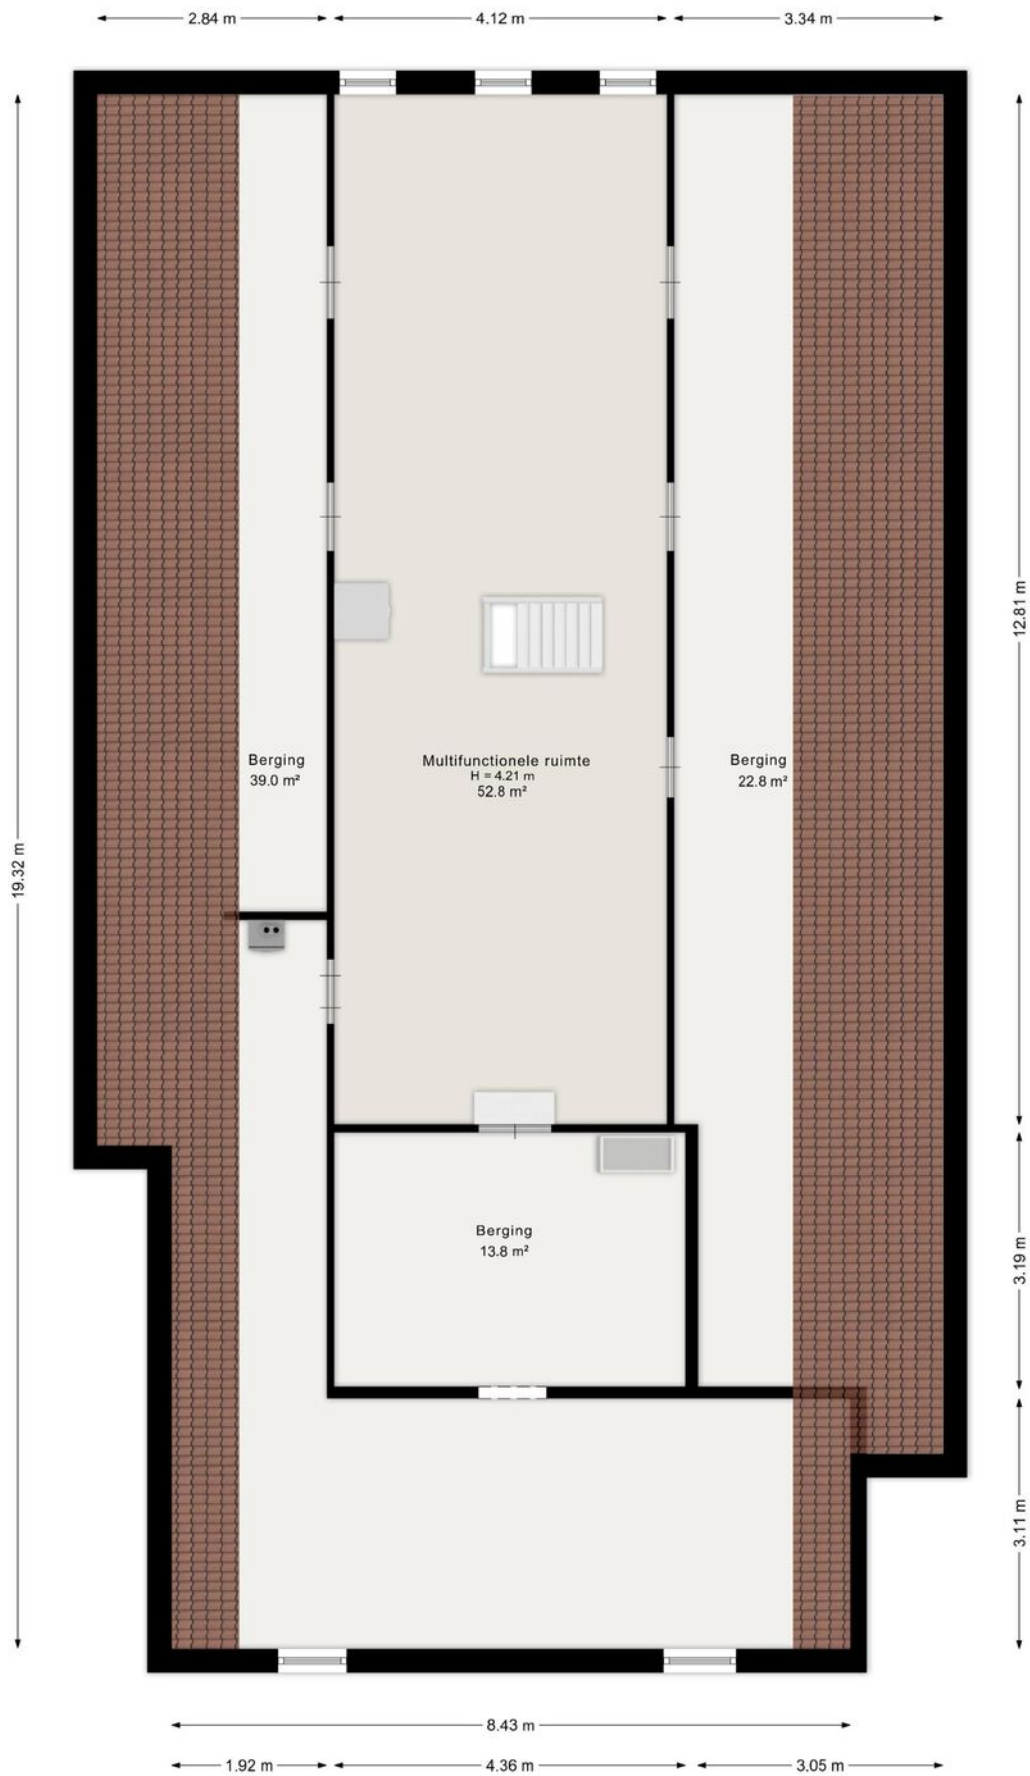 2.84 m
4.12 m
3.34 m
12.81 m
Berging
39.0 m²
Multifunctionele ruimte
H = 4.21 m
52.8 m²
Berging
22.8 m²
19.32 m
Berging
13.8 m²
3.19 m
3.11 m
8.43 m
1.92 m
4.36 m
3.05 m